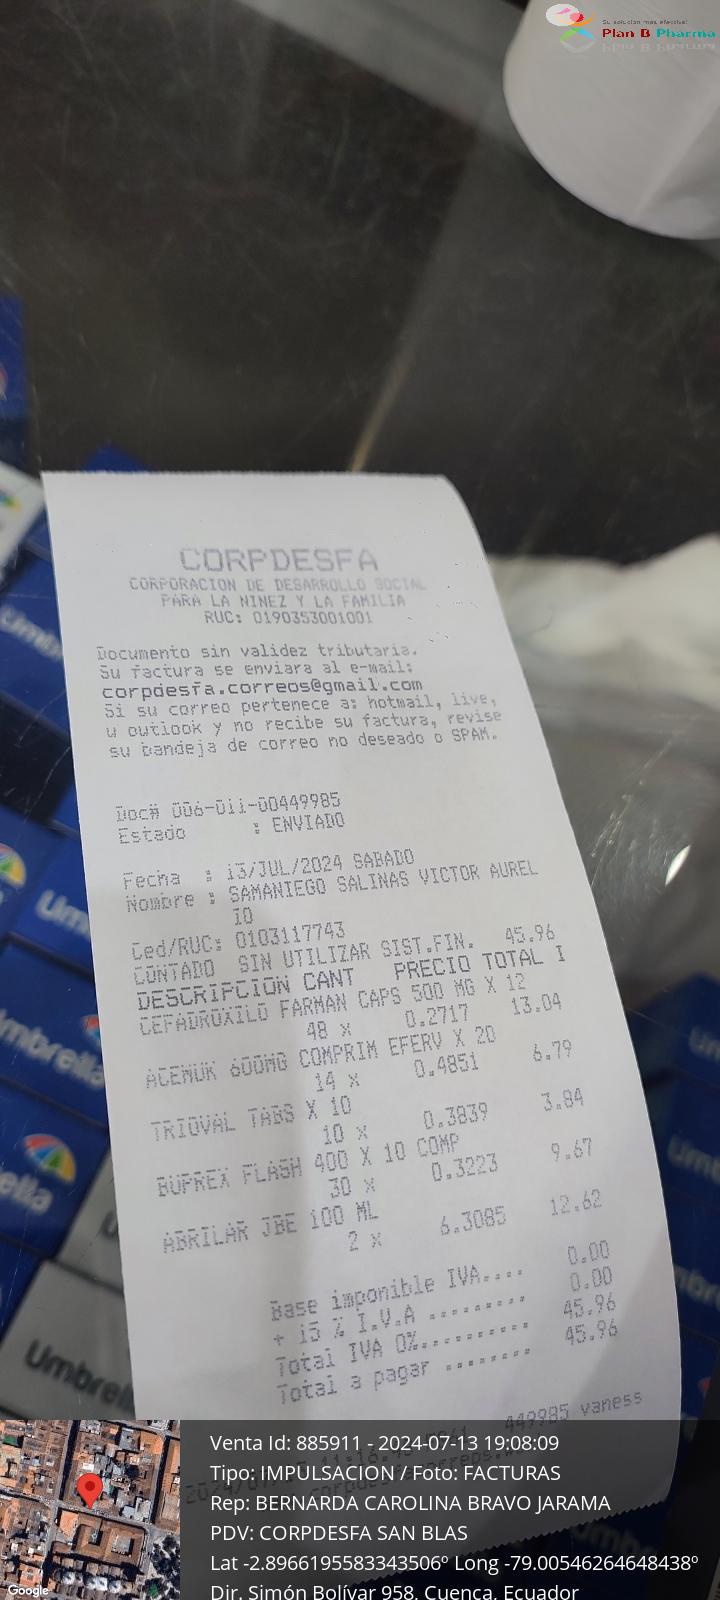 Su solución más efectiva!
Plan B Pharma
CORPDESFA
CORPORACION DE DESARROLLO SOCIAL
PARA LA NINEZ Y LA FAMILIA
RUC: 0190353001001
Documento sin validez tributaria.
Su factura se enviara al e-mail:
corpdesfa.correos@gmail.com
Si su correo pertenece a: hotmail, live,
u outlook y no recibe su factura, revise
su bandeja de correo no deseado o SPAM.
Doc# 006-011-00449985
Estado : ENVIADO
Fecha : 13/JUL/2024 SABADO
Nombre : SAMANIEGO SALINAS VICTOR AUREL
IO
Ced/RUC: 0103117743
CONTADO SIN UTILIZAR SIST.FIN. 45.96
DESCRIPCION CANT PRECIO TOTAL I
CEFADROXILO FARMAN CAPS 500 MG X 12
48 x 0.2717 13.04
ACEMUK 600MG COMPRIM EFERV X 20
14 x 0.4851 6.79
TRIOVAL TABS X 10
10 x 0.3839 3.84
BUPREX FLASH 400 X 10 COMP
30 x 0.3223 9.67
ABRILAR JBE 100 ML
2 x 6.3085 12.62
Base imponible IVA.... 0.00
+ 15 % I.V.A ......... 0.00
Total IVA 0%.......... 45.96
Total a pagar ........ 45.96
449985 vaness
Umbrella
Venta Id: 885911 - 2024-07-13 19:08:09
Tipo: IMPULSACION / Foto: FACTURAS
Rep: BERNARDA CAROLINA BRAVO JARAMA
PDV: CORPDESFA SAN BLAS
Lat -2.8966195583343506º Long -79.00546264648438º
Dir. Simón Bolívar 958, Cuenca, Ecuador
Google